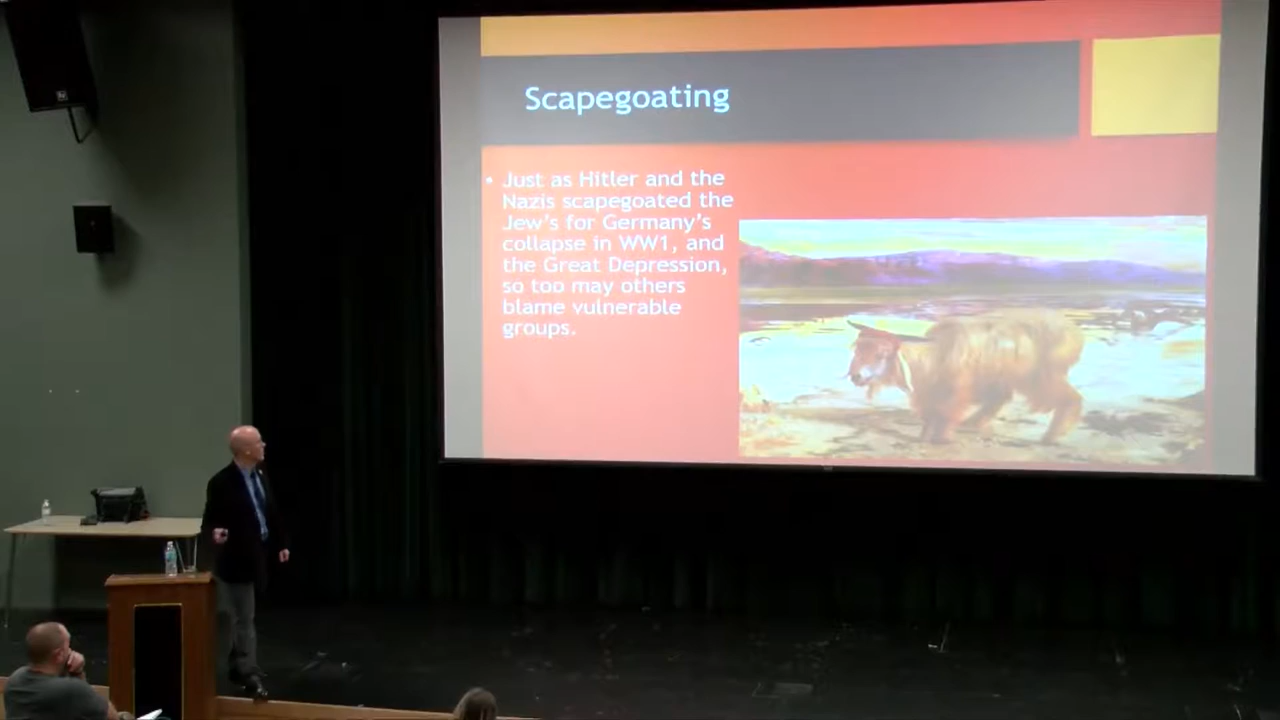 Scapegoating
• Just as Hitler and the
Nazis scapegoated the
Jew's for Germany's
collapse in WW1, and
the Great Depression,
so too may others
blame vulnerable
groups.